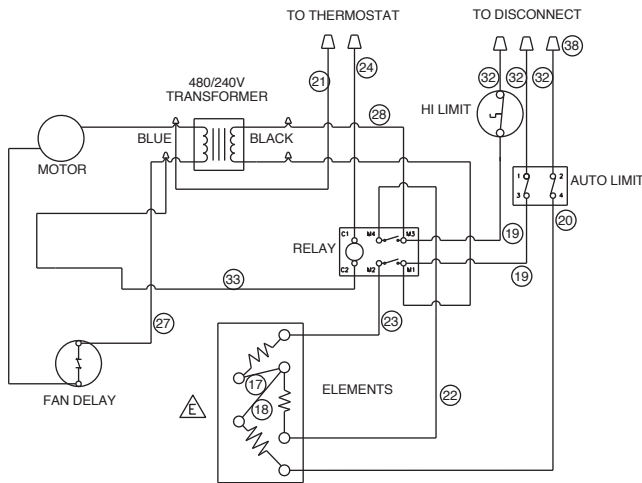 TO THERMOSTAT
TO DISCONNECT
38
24
21
32
32
32
480/240V
TRANSFORMER
28
HI LIMIT
BLUE
BLACK
MOTOR
1
2
AUTO LIMIT
3
4
20
C1
M4
M3
19
RELAY
C2
M2
M1
19
33
27
23
17
ELEMENTS
22
FAN DELAY
E
18